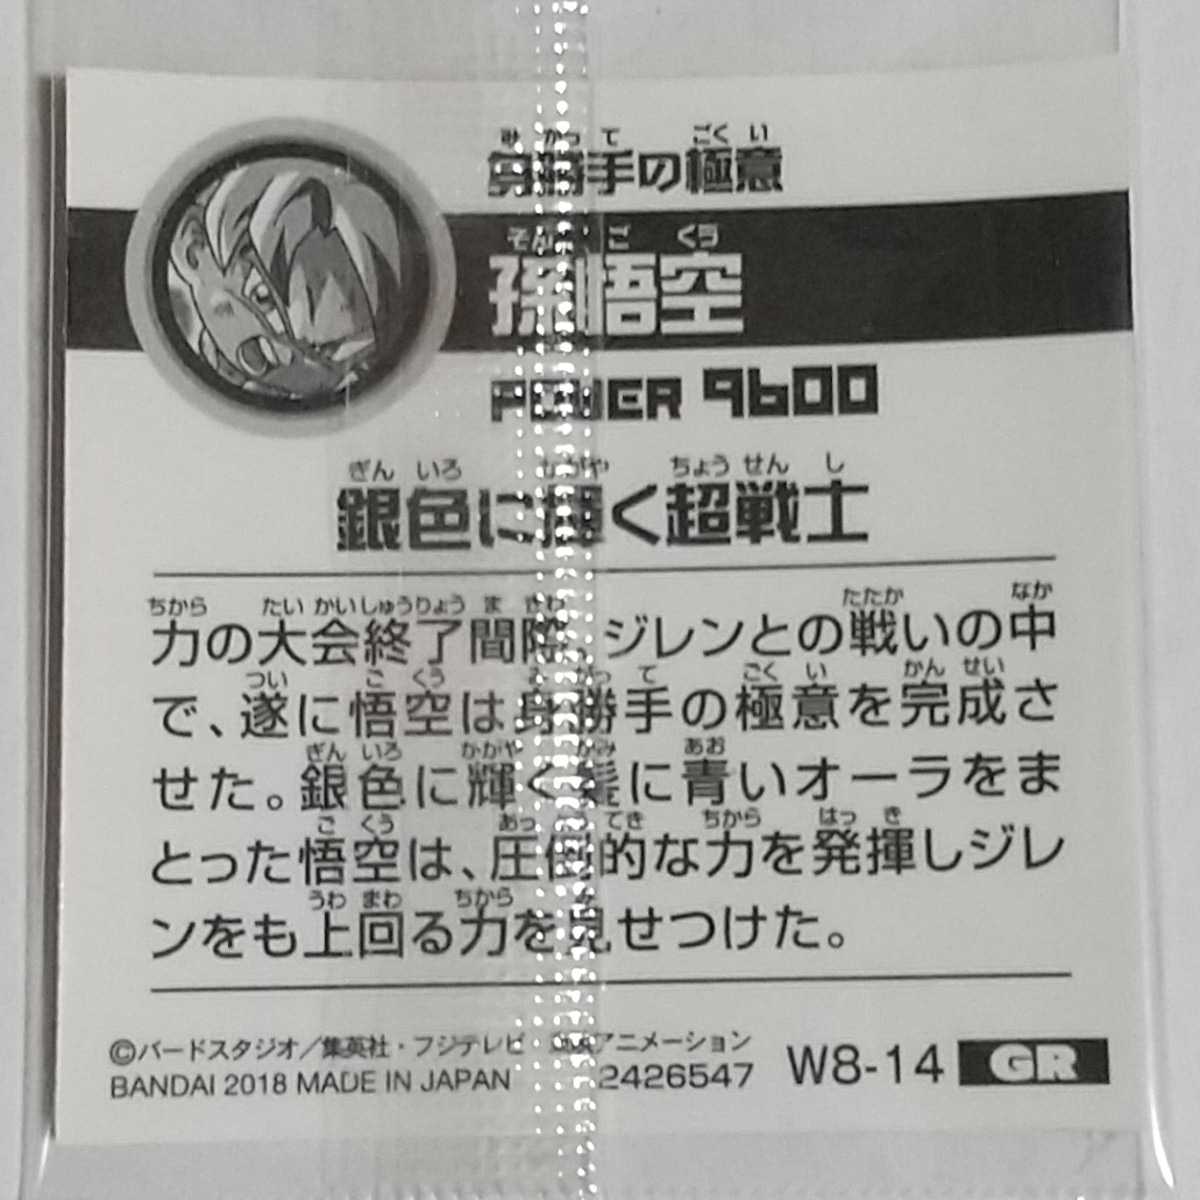 み かっ て ごく い
身勝手の極意
そん ご くう
孫悟空
POWER 9600
ぎん いろ かがや ちょう せん し
銀色に輝く超戦士
ちから たい かい しゅうりょう ま ぎわ たたか なか
力の大会終了間際、ジレンとの戦いの中
つい ご くう み かっ て ごく い かん せい
で、遂に悟空は身勝手の極意を完成さ
ぎん いろ かがや かみ あお
せた。銀色に輝く髪に青いオーラをま
ご くう あっ とう てき ちから はっ き
とった悟空は、圧倒的な力を発揮しジレ
うわ まわ ちから み
ンをも上回る力を見せつけた。
©バードスタジオ/集英社・フジテレビ・東映アニメーション
BANDAI 2018 MADE IN JAPAN 2426547 W8-14 GR